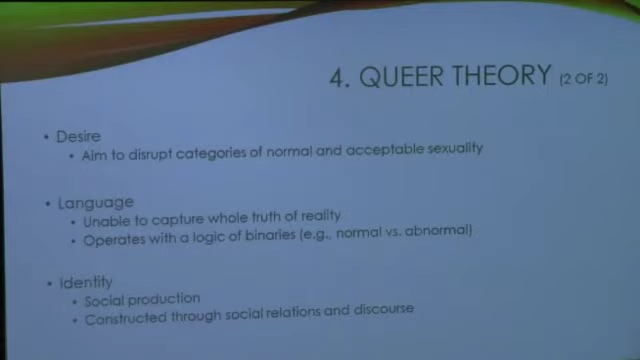 4. QUEER THEORY (2 OF 2)
• Desire
• Aim to disrupt categories of normal and acceptable sexuality
• Language
• Unable to capture whole truth of reality
• Operates with a logic of binaries (e.g., normal vs. abnormal)
• Identity
• Social production
• Constructed through social relations and discourse